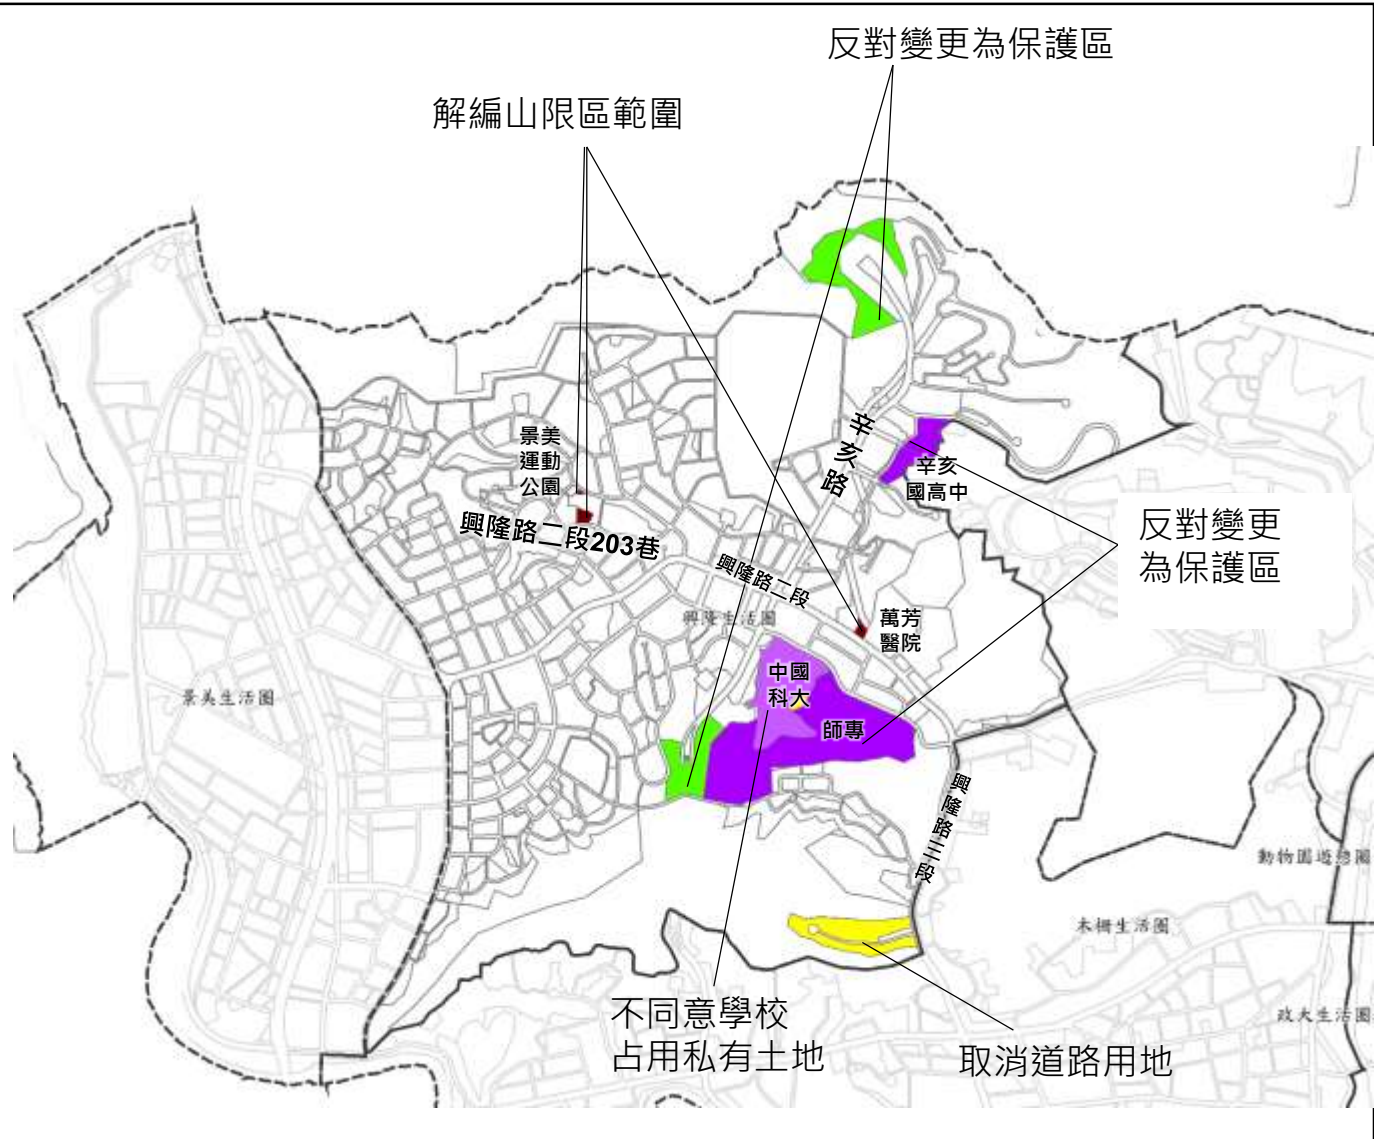 反對變更為保護區
解編山限區範圍
辛亥路
景美
運動
公園
辛亥
國高中
興隆路二段203巷
反對變更
為保護區
興隆路二段
興隆生活圈
萬芳
醫院
中國
科大
師專
景美生活圈
興隆路三段
動物園遊憩圈
木柵生活圈
不同意學校
占用私有土地
取消道路用地
政大生活圈